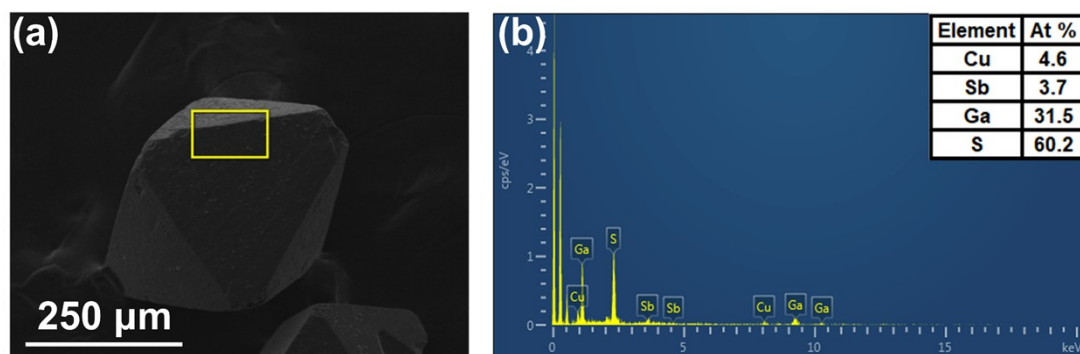 (a)
250 µm
(b)
4
3
2
1
0
cps/eV
Ga
Cu
S
Sb
Sb
Cu
Ga
Ga
0
5
10
15
keV
Element At %
Cu 4.6
Sb 3.7
Ga 31.5
S 60.2